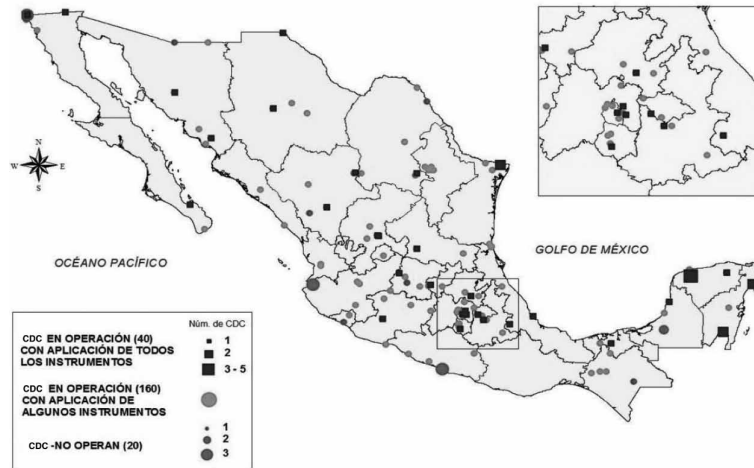 N
W E
S
OCÉANO PACÍFICO
GOLFO DE MÉXICO
Núm. de CDC
CDC EN OPERACIÓN (40)
CON APLICACIÓN DE TODOS
LOS INSTRUMENTOS
1
2
3 - 5
CDC EN OPERACIÓN (160)
CON APLICACIÓN DE
ALGUNOS INSTRUMENTOS
CDC -NO OPERAN (20)
1
2
3